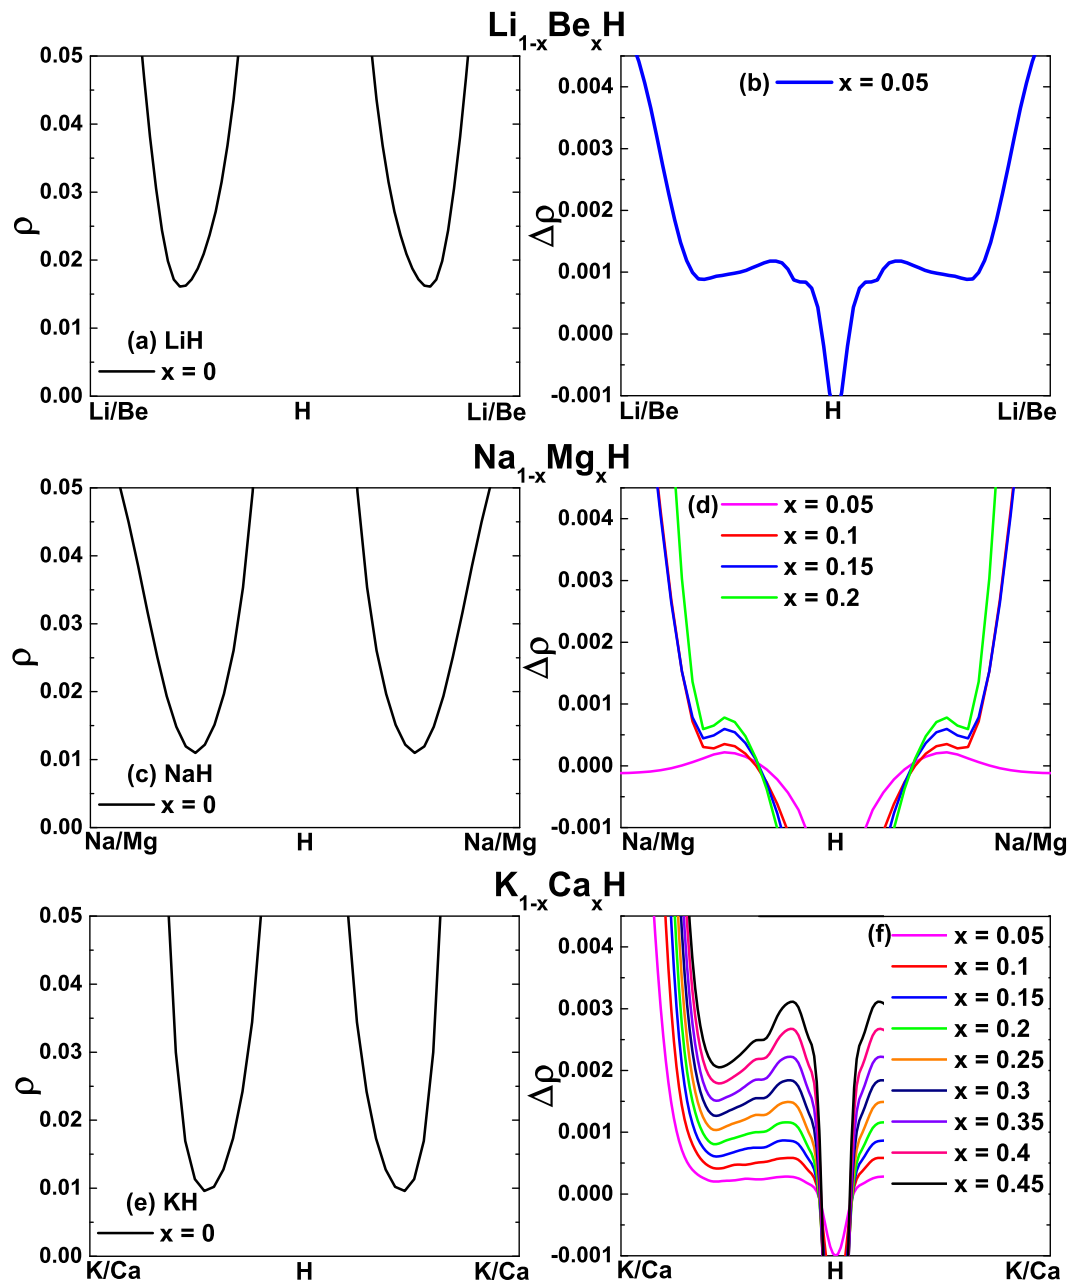 Li1-xBexH
0.05
0.04
0.03
0.02
0.01
0.00
ρ
(a) LiH
x = 0
Li/Be H Li/Be
0.004
0.003
0.002
0.001
0.000
-0.001
Δρ
(b) x = 0.05
Li/Be H Li/Be
Na1-xMgxH
0.05
0.04
0.03
0.02
0.01
0.00
ρ
(c) NaH
x = 0
Na/Mg H Na/Mg
0.004
0.003
0.002
0.001
0.000
-0.001
Δρ
(d) x = 0.05
x = 0.1
x = 0.15
x = 0.2
Na/Mg H Na/Mg
K1-xCaxH
0.05
0.04
0.03
0.02
0.01
0.00
ρ
(e) KH
x = 0
K/Ca H K/Ca
0.004
0.003
0.002
0.001
0.000
-0.001
Δρ
(f) x = 0.05
x = 0.1
x = 0.15
x = 0.2
x = 0.25
x = 0.3
x = 0.35
x = 0.4
x = 0.45
K/Ca H K/Ca